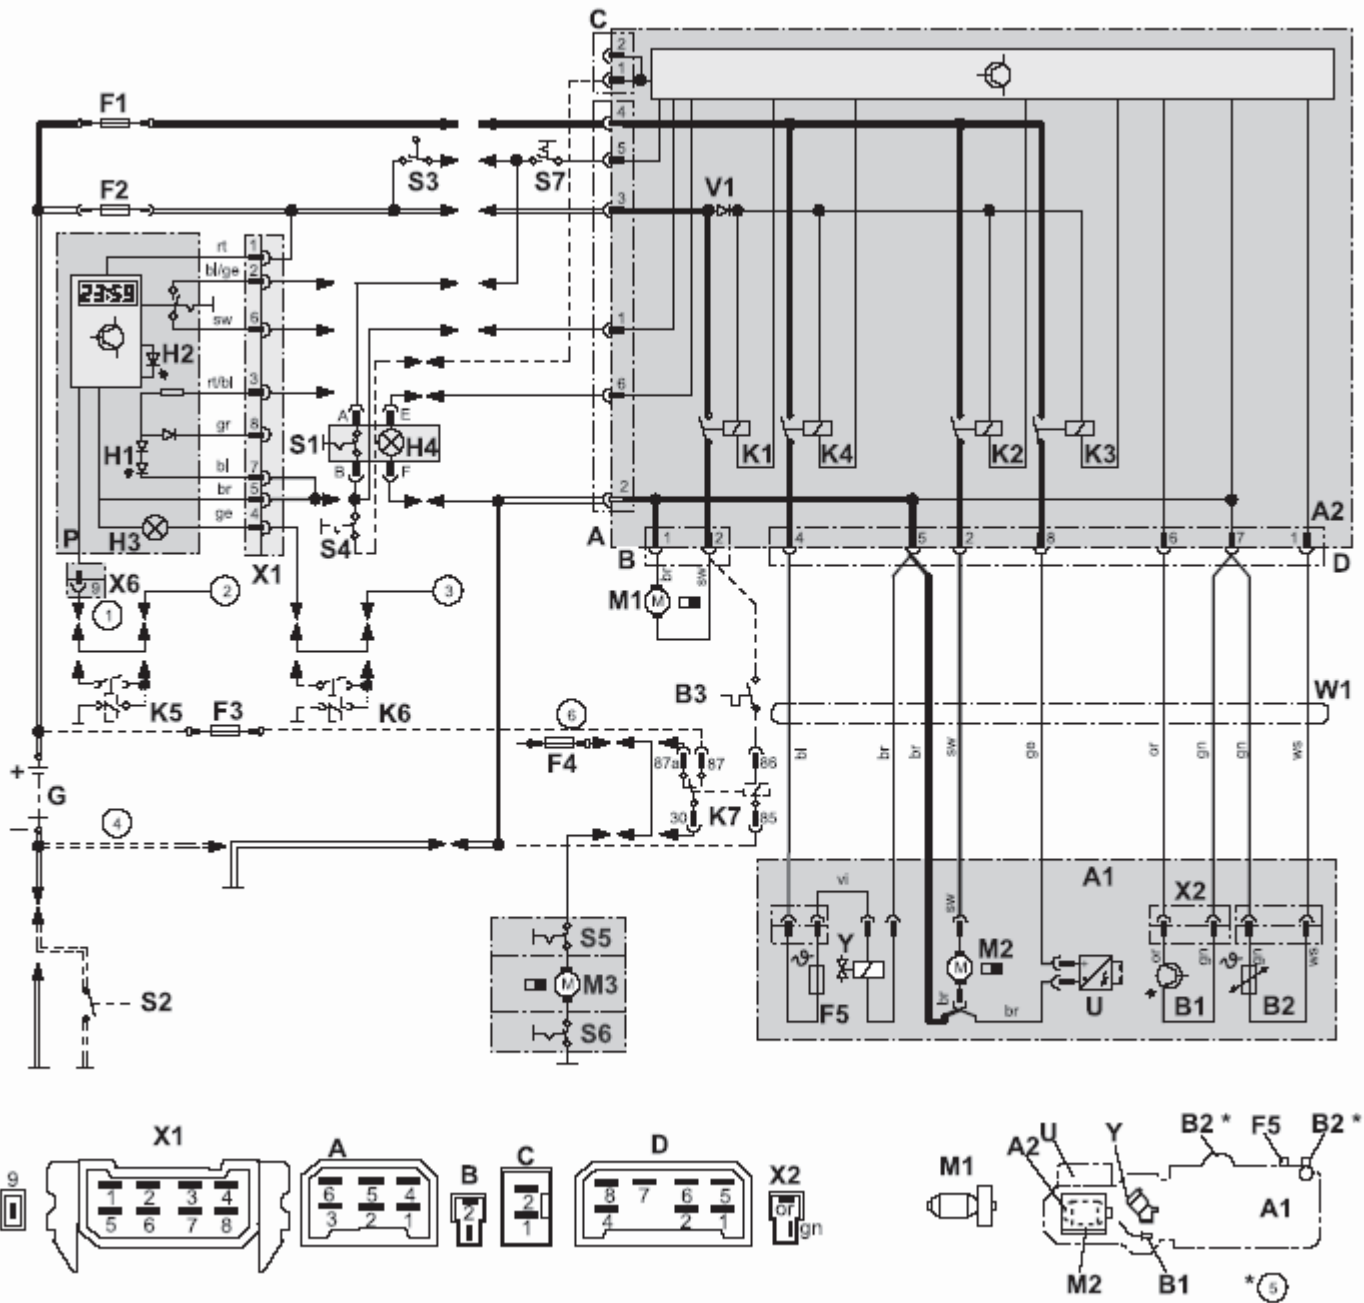 C
2
1
F1
4
S3
S7
5
F2
V1
3
rt
1
bl/ge
2
23:59
sw
6
1
H2
rt/bl
3
6
A
E
gr
8
S1
H4
K1
K4
K2
K3
H1
bl
7
B
F
br
5
2
ge
4
A2
P
H3
S4
A
1
2
4
5
2
8
6
7
1
X1
B
D
X6
9
br
sw
1
2
3
M1
M
W1
B3
K5
F3
K6
6
+
F4
87a
87
86
bl
br
br
sw
ge
or
gn
gn
ws
G
K7
30
85
4
−
A1
vi
X2
sw
S5
Y
M2
ϑ
M
or
gn
ϑ
gn
ws
M
M3
S2
F5
br
br
U
B1
B2
S6
X1
A
B
C
D
X2
9
1 2 3 4
5 6 7 8
6 5 4
3 2 1
2
1
2
1
8 7 6 5
4 2 1
or
gn
M1
A2
U
Y
B2 *
F5
B2 *
A1
M2
B1
* 5